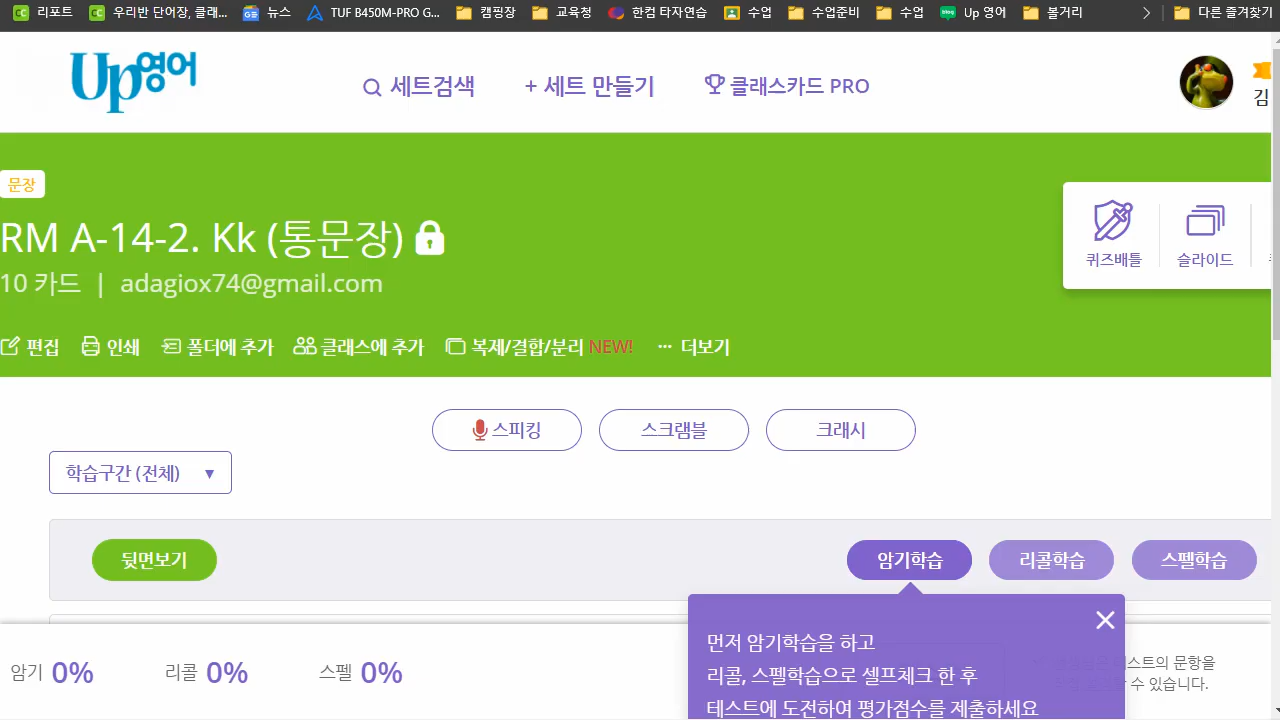 리포트 우리반 단어장, 클래... 뉴스 TUF B450M-PRO G... 캠핑장 교육청 한컴 타자연습 수업 수업준비 수업 Up 영어 볼거리 다른 즐겨찾기
Up영어 세트검색 + 세트 만들기 클래스카드 PRO
김
문장
RM A-14-2. Kk (통문장)
10 카드 | adagiox74@gmail.com
퀴즈배틀 슬라이드
편집 인쇄 폴더에 추가 클래스에 추가 복제/결합/분리 NEW! ··· 더보기
스피킹 스크램블 크래시
학습구간 (전체) ▼
뒷면보기 암기학습 리콜학습 스펠학습
먼저 암기학습을 하고
리콜, 스펠학습으로 셀프체크 한 후
테스트에 도전하여 평가점수를 제출하세요
암기 0% 리콜 0% 스펠 0%
문항을
수 있습니다.